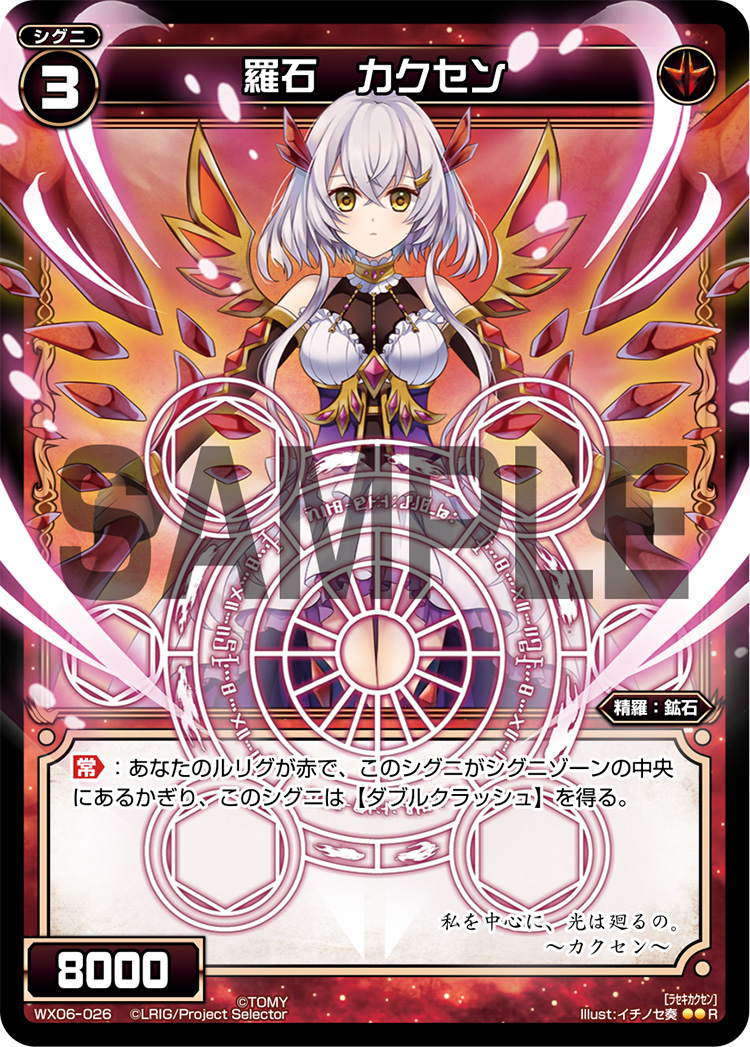 シグニ
3
羅石　カクセン
SAMPLE
精羅：鉱石
常：あなたのルリグが赤で、このシグニがシグニゾーンの中央
にあるかぎり、このシグニは【ダブルクラッシュ】を得る。
私を中心に、光は廻るの。
～カクセン～
8000
©TOMY
[ラセキカクセン]
WX06-026 ©LRIG/Project Selector
Illust:イチノセ奏 R